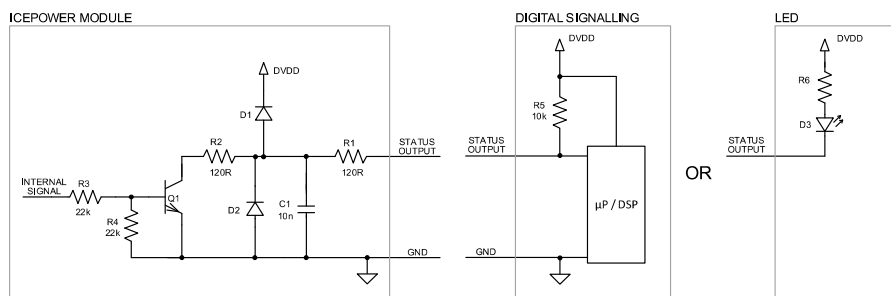 ICEPOWER MODULE
DVDD
D1
R2
120R
R1
120R
STATUS
OUTPUT
INTERNAL
SIGNAL
R3
22k
R4
22k
Q1
D2
C1
10n
GND
DIGITAL SIGNALLING
DVDD
R5
10k
STATUS
OUTPUT
µP / DSP
GND
OR
LED
DVDD
R6
D3
STATUS
OUTPUT